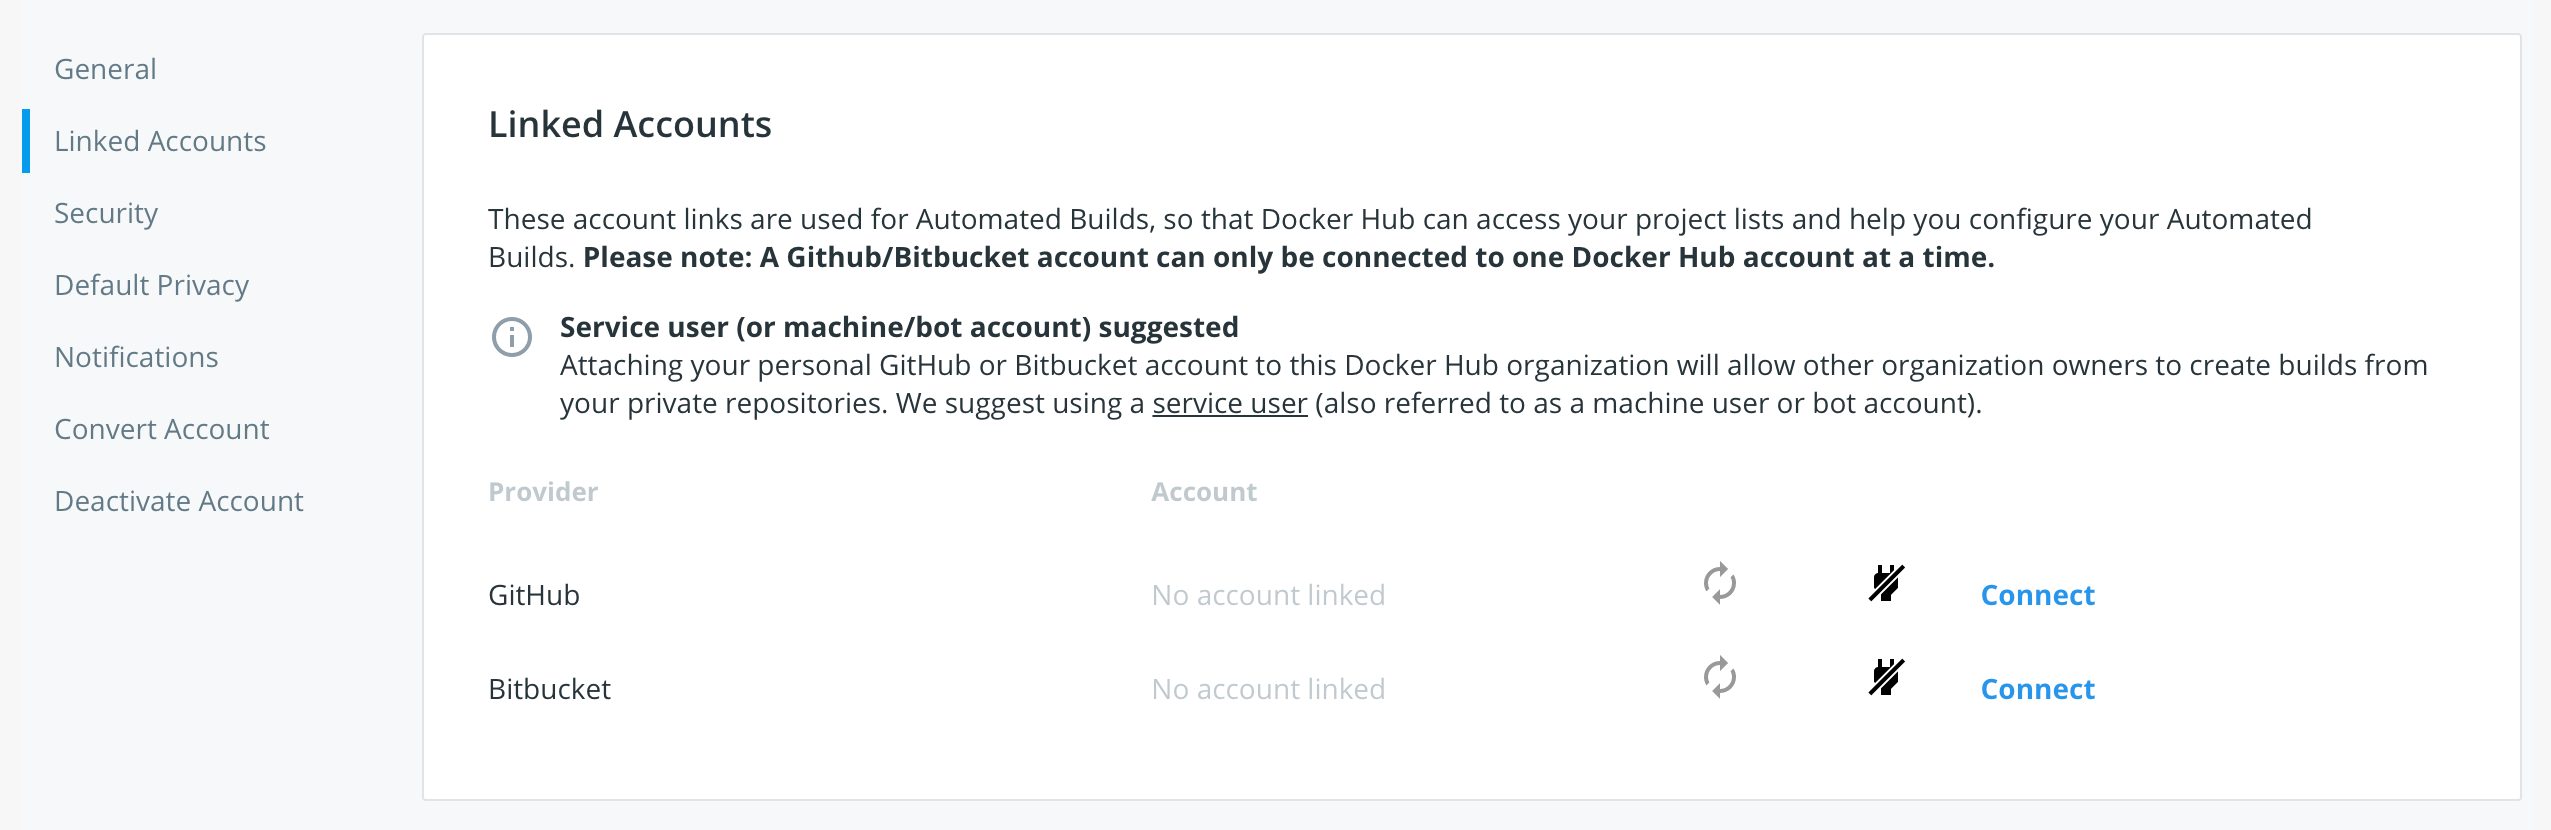 General
Linked Accounts
Security
Default Privacy
Notifications
Convert Account
Deactivate Account
Linked Accounts
These account links are used for Automated Builds, so that Docker Hub can access your project lists and help you configure your Automated
Builds. Please note: A Github/Bitbucket account can only be connected to one Docker Hub account at a time.
Service user (or machine/bot account) suggested
Attaching your personal GitHub or Bitbucket account to this Docker Hub organization will allow other organization owners to create builds from
your private repositories. We suggest using a service user (also referred to as a machine user or bot account).
Provider Account
GitHub No account linked Connect
Bitbucket No account linked Connect